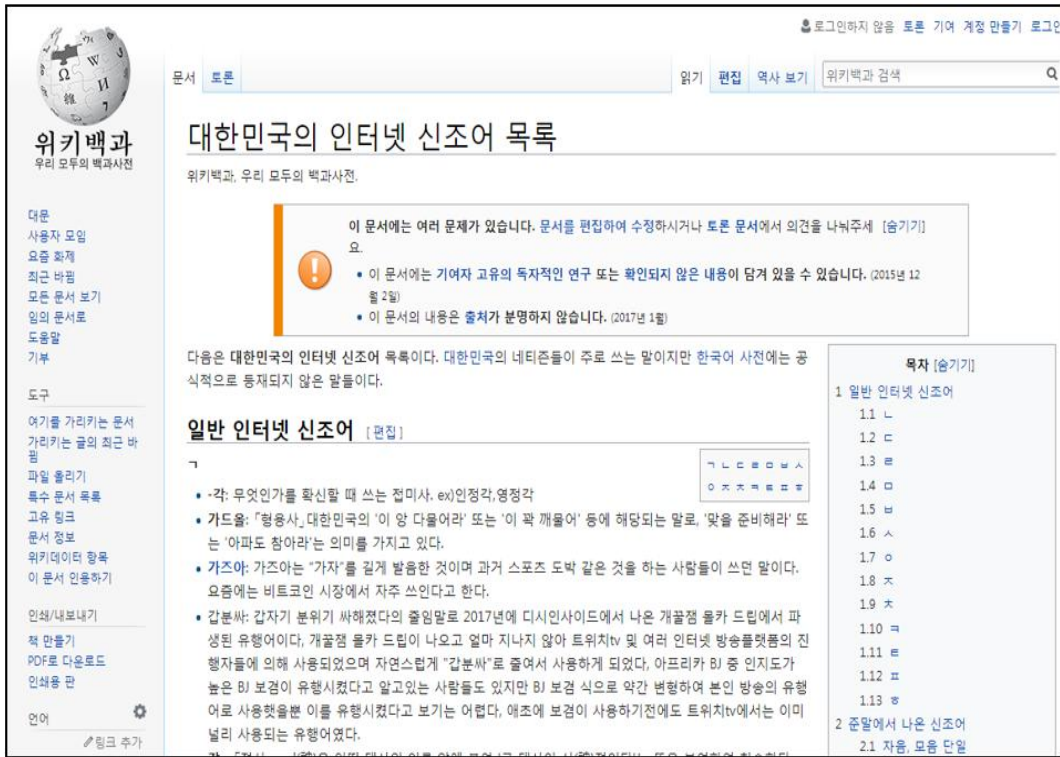 로그인하지 않음 토론 기여 계정 만들기 로그인
위키백과
우리 모두의 백과사전
문서 토론
읽기 편집 역사 보기 위키백과 검색
대한민국의 인터넷 신조어 목록
위키백과, 우리 모두의 백과사전.
대문
사용자 모임
요즘 화제
최근 바뀜
모든 문서 보기
임의 문서로
도움말
기부
도구
여기를 가리키는 문서
가리키는 글의 최근 바
뀜
파일 올리기
특수 문서 목록
고유 링크
문서 정보
위키데이터 항목
이 문서 인용하기
인쇄/내보내기
책 만들기
PDF로 다운로드
인쇄용 판
언어
링크 추가
이 문서에는 여러 문제가 있습니다. 문서를 편집하여 수정하시거나 토론 문서에서 의견을 나눠주세 [숨기기]
요.
• 이 문서에는 기여자 고유의 독자적인 연구 또는 확인되지 않은 내용이 담겨 있을 수 있습니다. (2015년 12
월 2일)
• 이 문서의 내용은 출처가 분명하지 않습니다. (2017년 1월)
다음은 대한민국의 인터넷 신조어 목록이다. 대한민국의 네티즌들이 주로 쓰는 말이지만 한국어 사전에는 공
식적으로 등재되지 않은 말들이다.
일반 인터넷 신조어 [편집]
ㄱ
ㄱ ㄴ ㄷ ㄹ ㅁ ㅂ ㅅ
ㅇ ㅈ ㅊ ㅋ ㅌ ㅍ ㅎ
• -각: 무엇인가를 확신할 때 쓰는 접미사. ex)인정각,영정각
• 가드올: 「형용사」대한민국의 '이 앙 다물어라' 또는 '이 꽉 깨물어' 등에 해당되는 말로, '맞을 준비해라' 또
는 '아파도 참아라'는 의미를 가지고 있다.
• 가즈아: 가즈아는 "가자"를 길게 발음한 것이며 과거 스포츠 도박 같은 것을 하는 사람들이 쓰던 말이다.
요즘에는 비트코인 시장에서 자주 쓰인다고 한다.
• 갑분싸: 갑자기 분위기 싸해졌다의 줄임말로 2017년에 디시인사이드에서 나온 개꿀잼 몰카 드립에서 파
생된 유행어이다, 개꿀잼 몰카 드립이 나오고 얼마 지나지 않아 트위치tv 및 여러 인터넷 방송플랫폼의 진
행자들에 의해 사용되었으며 자연스럽게 "갑분싸"로 줄여서 사용하게 되었다, 아프리카 BJ 중 인지도가
높은 BJ 보겸이 유행시켰다고 알고있는 사람들도 있지만 BJ 보겸 식으로 약간 변형하여 본인 방송의 유행
어로 사용햇을뿐 이를 유행시켰다고 보기는 어렵다, 애초에 보겸이 사용하기전에도 트위치tv에서는 이미
널리 사용되는 유행어였다.
목차 [숨기기]
1 일반 인터넷 신조어
1.1 ㄴ
1.2 ㄷ
1.3 ㄹ
1.4 ㅁ
1.5 ㅂ
1.6 ㅅ
1.7 ㅇ
1.8 ㅈ
1.9 ㅊ
1.10 ㅋ
1.11 ㅌ
1.12 ㅍ
1.13 ㅎ
2 준말에서 나온 신조어
2.1 자음, 모음 단일